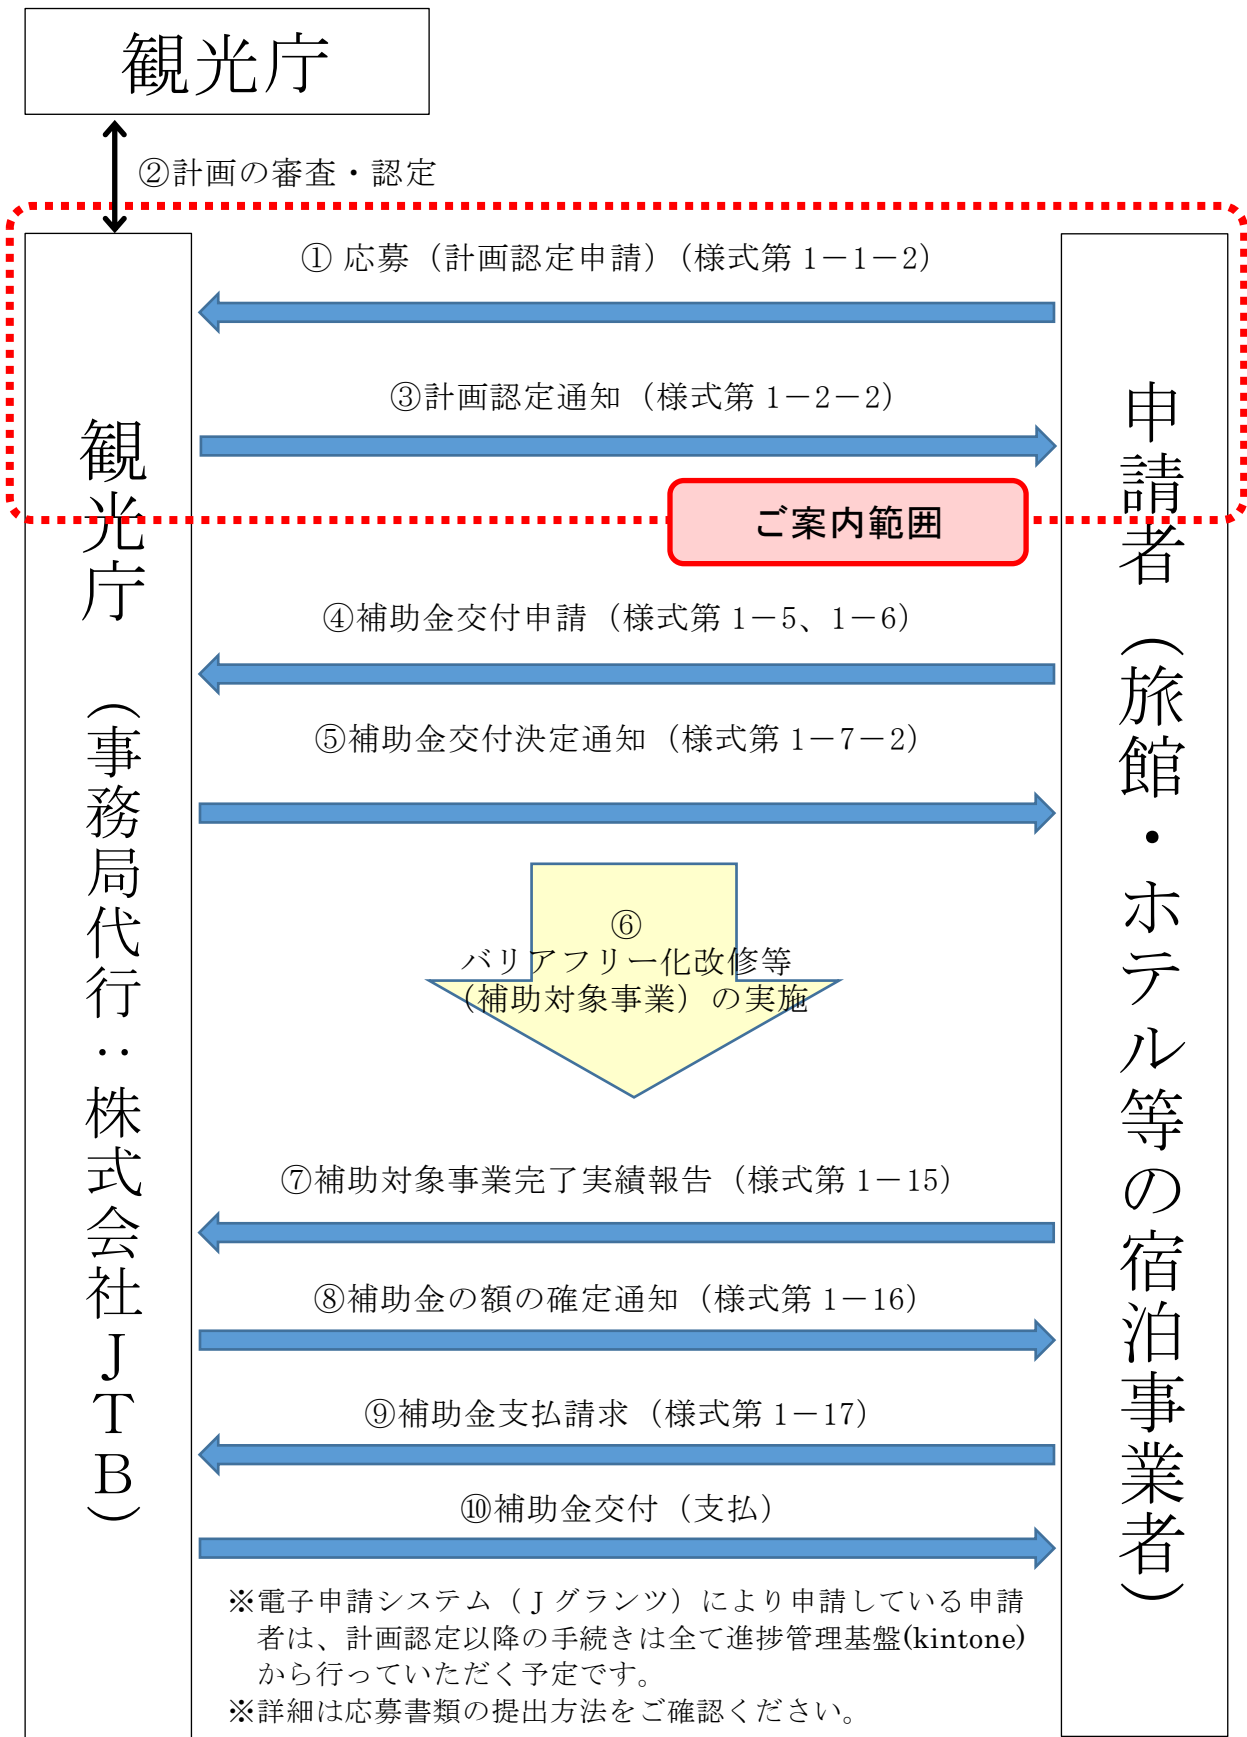 観光庁
②計画の審査・認定
① 応募（計画認定申請）（様式第 1－1－2）
③計画認定通知（様式第 1－2－2）
ご案内範囲
④補助金交付申請（様式第 1－5、1－6）
⑤補助金交付決定通知（様式第 1－7－2）
⑥
バリアフリー化改修等
（補助対象事業）の実施
⑦補助対象事業完了実績報告（様式第 1－15）
⑧補助金の額の確定通知（様式第 1－16）
⑨補助金支払請求（様式第 1－17）
⑩補助金交付（支払）
観光庁　（事務局代行：株式会社ＪＴＢ）
申請者（旅館・ホテル等の宿泊事業者）
※電子申請システム（Ｊグランツ）により申請している申請
者は、計画認定以降の手続きは全て進捗管理基盤(kintone)
から行っていただく予定です。
※詳細は応募書類の提出方法をご確認ください。